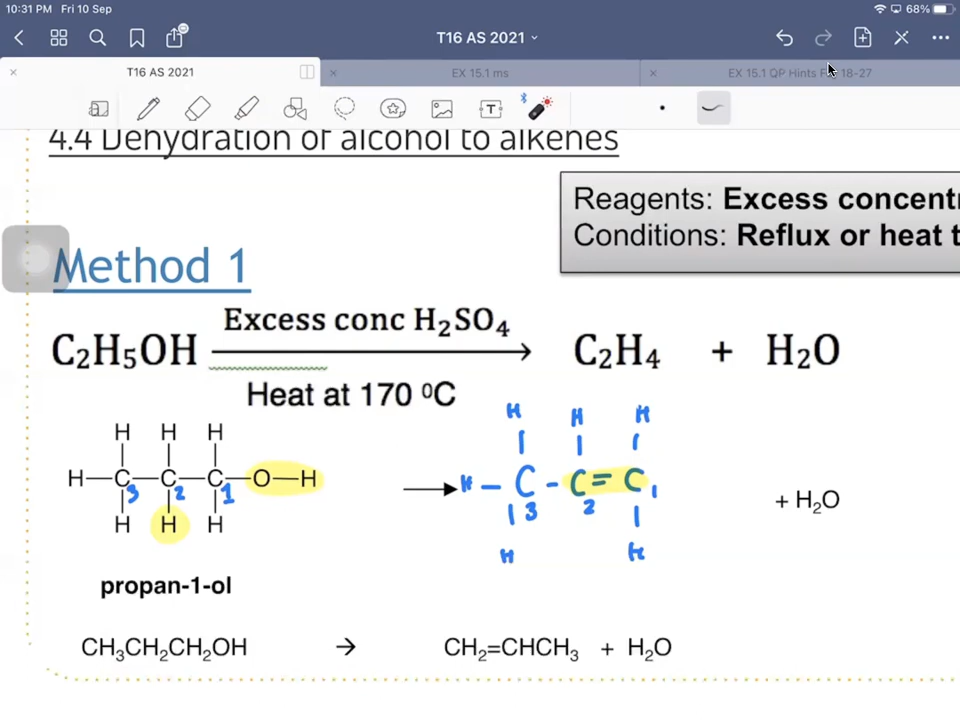 10:31 PM Fri 10 Sep 68%
T16 AS 2021
T16 AS 2021 EX 15.1 ms EX 15.1 QP Hints 18-27
4.4 Dehydration of alcohol to alkenes
Reagents: Excess concent
Conditions: Reflux or heat t
Method 1
Excess conc H₂SO₄
C₂H₅OH C₂H₄ + H₂O
Heat at 170 ⁰C
H H H H H H
H—C—C—C—O—H → H – C - C = C + H₂O
3 2 1 3 2 1
H H H H H
propan-1-ol
CH₃CH₂CH₂OH → CH₂=CHCH₃ + H₂O